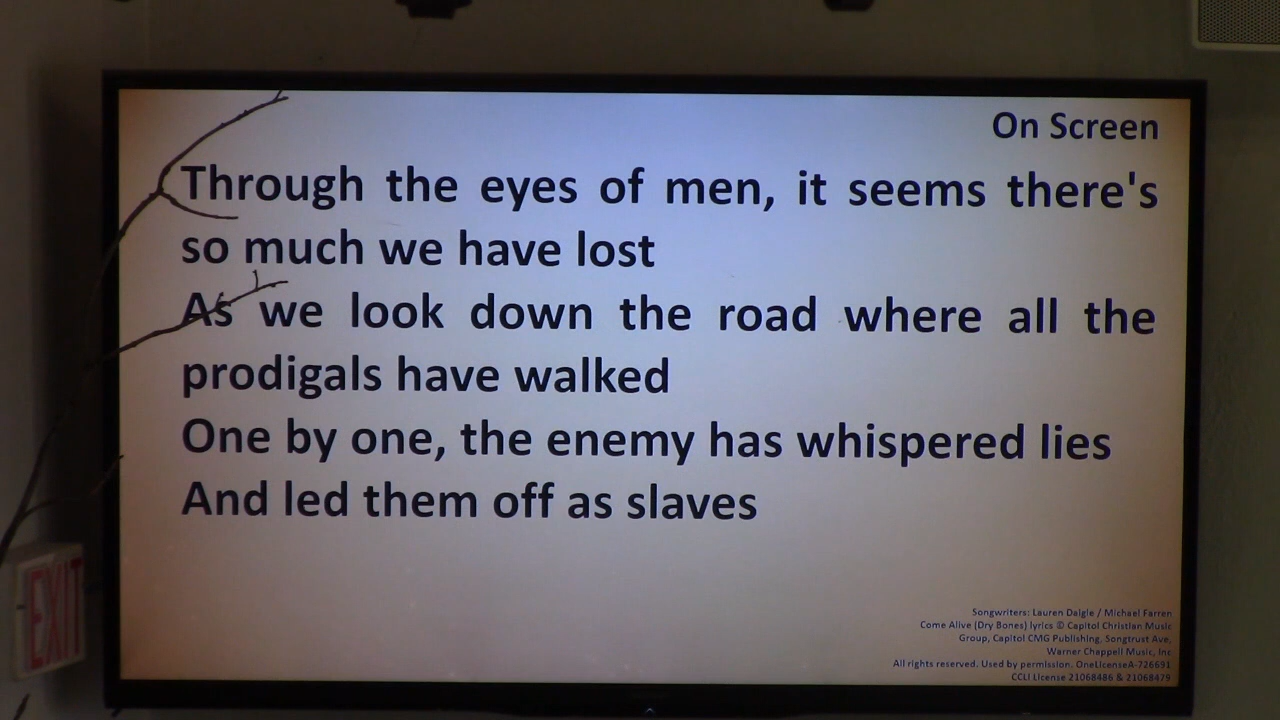 On Screen
Through the eyes of men, it seems there's
so much we have lost
As we look down the road where all the
prodigals have walked
One by one, the enemy has whispered lies
And led them off as slaves
Songwriters: Lauren Daigle / Michael Farren
Come Alive (Dry Bones) lyrics © Capitol Christian Music
Group, Capitol CMG Publishing, Songtrust Ave,
Warner Chappell Music, Inc
All rights reserved. Used by permission. OneLicenseA-726691
CCLI License 21068486 & 21068479
EXIT